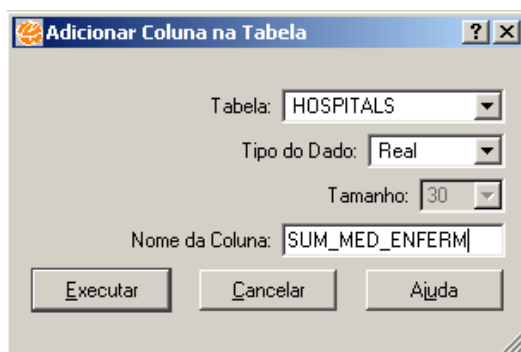 Adicionar Coluna na Tabela
Tabela: HOSPITALS
Tipo do Dado: Real
Tamanho: 30
Nome da Coluna: SUM_MED_ENFERM
Executar Cancelar Ajuda